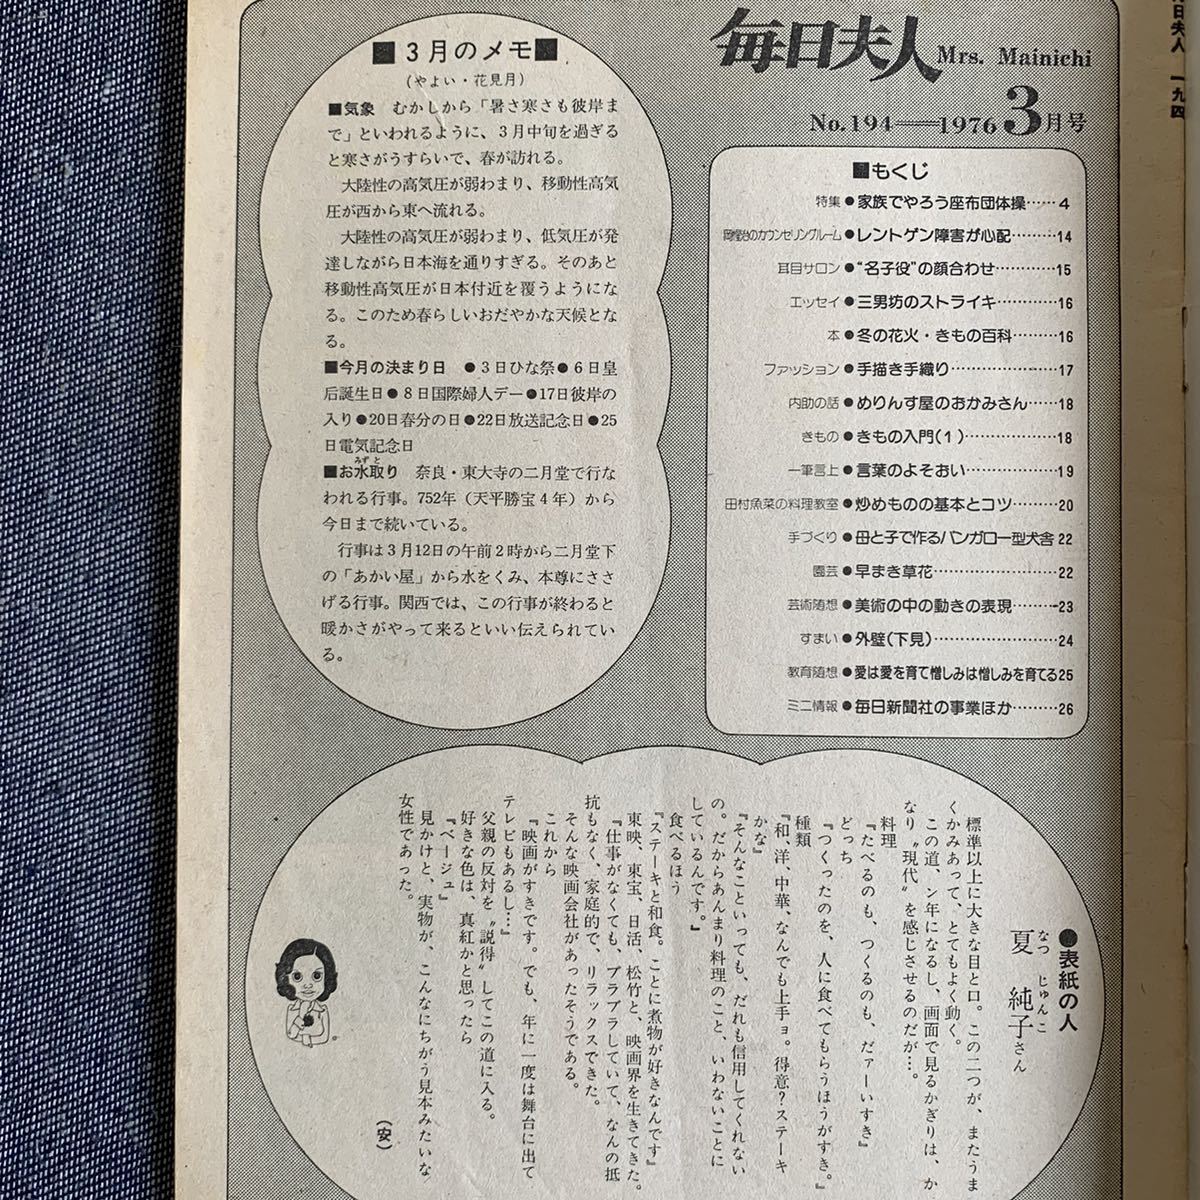 毎日夫人 Mrs. Mainichi
No.194――1976 3月号
■3月のメモ■
(やよい・花見月)
■気象　むかしから「暑さ寒さも彼岸ま
で」といわれるように、3月中旬を過ぎる
と寒さがうすらいで、春が訪れる。
　大陸性の高気圧が弱わまり、移動性高気
圧が西から東へ流れる。
　大陸性の高気圧が弱わまり、低気圧が発
達しながら日本海を通りすぎる。そのあと
移動性高気圧が日本付近を覆うようにな
る。このため春らしいおだやかな天候とな
る。
■今月の決まり日　●3日ひな祭●6日皇
后誕生日●8日国際婦人デー●17日彼岸の
入り●20日春分の日●22日放送記念日●25
日電気記念日
みずと
■お水取り　奈良・東大寺の二月堂で行な
われる行事。752年（天平勝宝4年）から
今日まで続いている。
　行事は3月12日の午前2時から二月堂下
の「あかい屋」から水をくみ、本尊にささ
げる行事。関西では、この行事が終わると
暖かさがやって来るといい伝えられてい
る。
■もくじ
特集●家族でやろう座布団体操……4
カウンセリングルーム●レントゲン障害が心配………14
耳目サロン●“名子役”の顔合わせ…………15
エッセイ●三男坊のストライキ…………16
本●冬の花火・きもの百科………16
ファッション●手描き手織り…………………17
内助の話●めりんす屋のおかみさん……18
きもの●きもの入門(1)………………18
一筆言上●言葉のよそおい………………19
田村魚菜の料理教室●炒めものの基本とコツ………20
手づくり●母と子で作るバンガロー型犬舎22
園芸●早まき草花……………………22
芸術随想●美術の中の動きの表現………23
すまい●外壁(下見)……………………24
教育随想●愛は愛を育て憎しみは憎しみを育てる25
ミニ情報●毎日新聞社の事業ほか………26
●表紙の人
なつ　じゅんこ
夏　純子さん
標準以上に大きな目と口。この二つが、またうま
くかみあって、とてもよく動く。
　この道、ン年になるし、画面で見るかぎりは、か
なり〝現代〟を感じさせるのだが…。
料理
『たべるのも、つくるのも、だァーいすき』
どっち
『つくったのを、人に食べてもらうほうがすき。』
種類
『和、洋、中華、なんでも上手ョ。得意？ステーキ
かな』
『そんなこといっても、だれも信用してくれない
の。だからあんまり料理のこと、いわないことに
しているんです。』
食べるほう
『ステーキと和食。ことに煮物が好きなんです』
東映、東宝、日活、松竹と、映画界を生きてきた。
『仕事がなくても、ブラブラしていて、なんの抵
抗もなく、家庭的で、リラックスできた。
そんな映画会社があったそうである。
これから
『映画がすきです。でも、年に一度は舞台に出て
テレビもあるし…』
父親の反対を〝説得〟してこの道に入る。
好きな色は、真紅かと思ったら
『ベージュ』
　見かけと、実物が、こんなにちがう見本みたいな
女性であった。
（安）